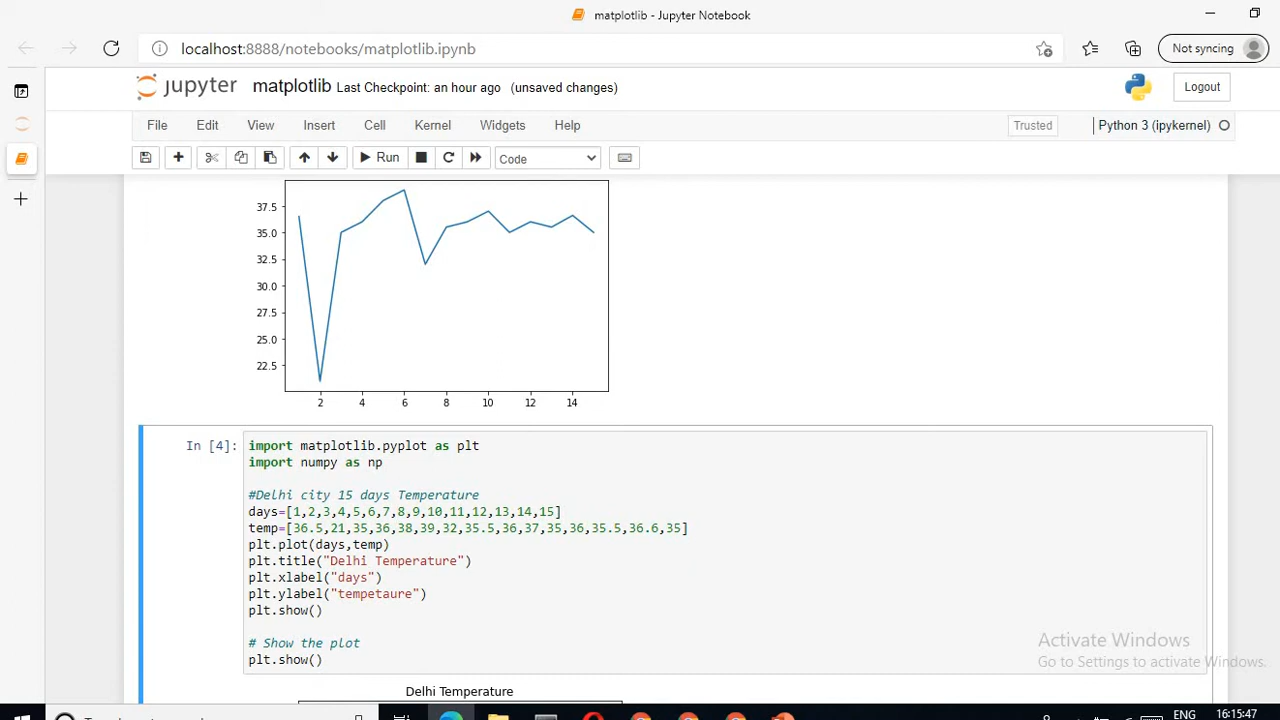 matplotlib - Jupyter Notebook
localhost:8888/notebooks/matplotlib.ipynb
Not syncing
jupyter matplotlib Last Checkpoint: an hour ago (unsaved changes)
Logout
File Edit View Insert Cell Kernel Widgets Help
Trusted
Python 3 (ipykernel)
Run
Code
37.5
35.0
32.5
30.0
27.5
25.0
22.5
2 4 6 8 10 12 14
In [4]:
import matplotlib.pyplot as plt
import numpy as np
#Delhi city 15 days Temperature
days=[1,2,3,4,5,6,7,8,9,10,11,12,13,14,15]
temp=[36.5,21,35,36,38,39,32,35.5,36,37,35,36,35.5,36.6,35]
plt.plot(days,temp)
plt.title("Delhi Temperature")
plt.xlabel("days")
plt.ylabel("tempetaure")
plt.show()
# Show the plot
plt.show()
Delhi Temperature
Activate Windows
Go to Settings to activate Windows.
ENG
16:15:47